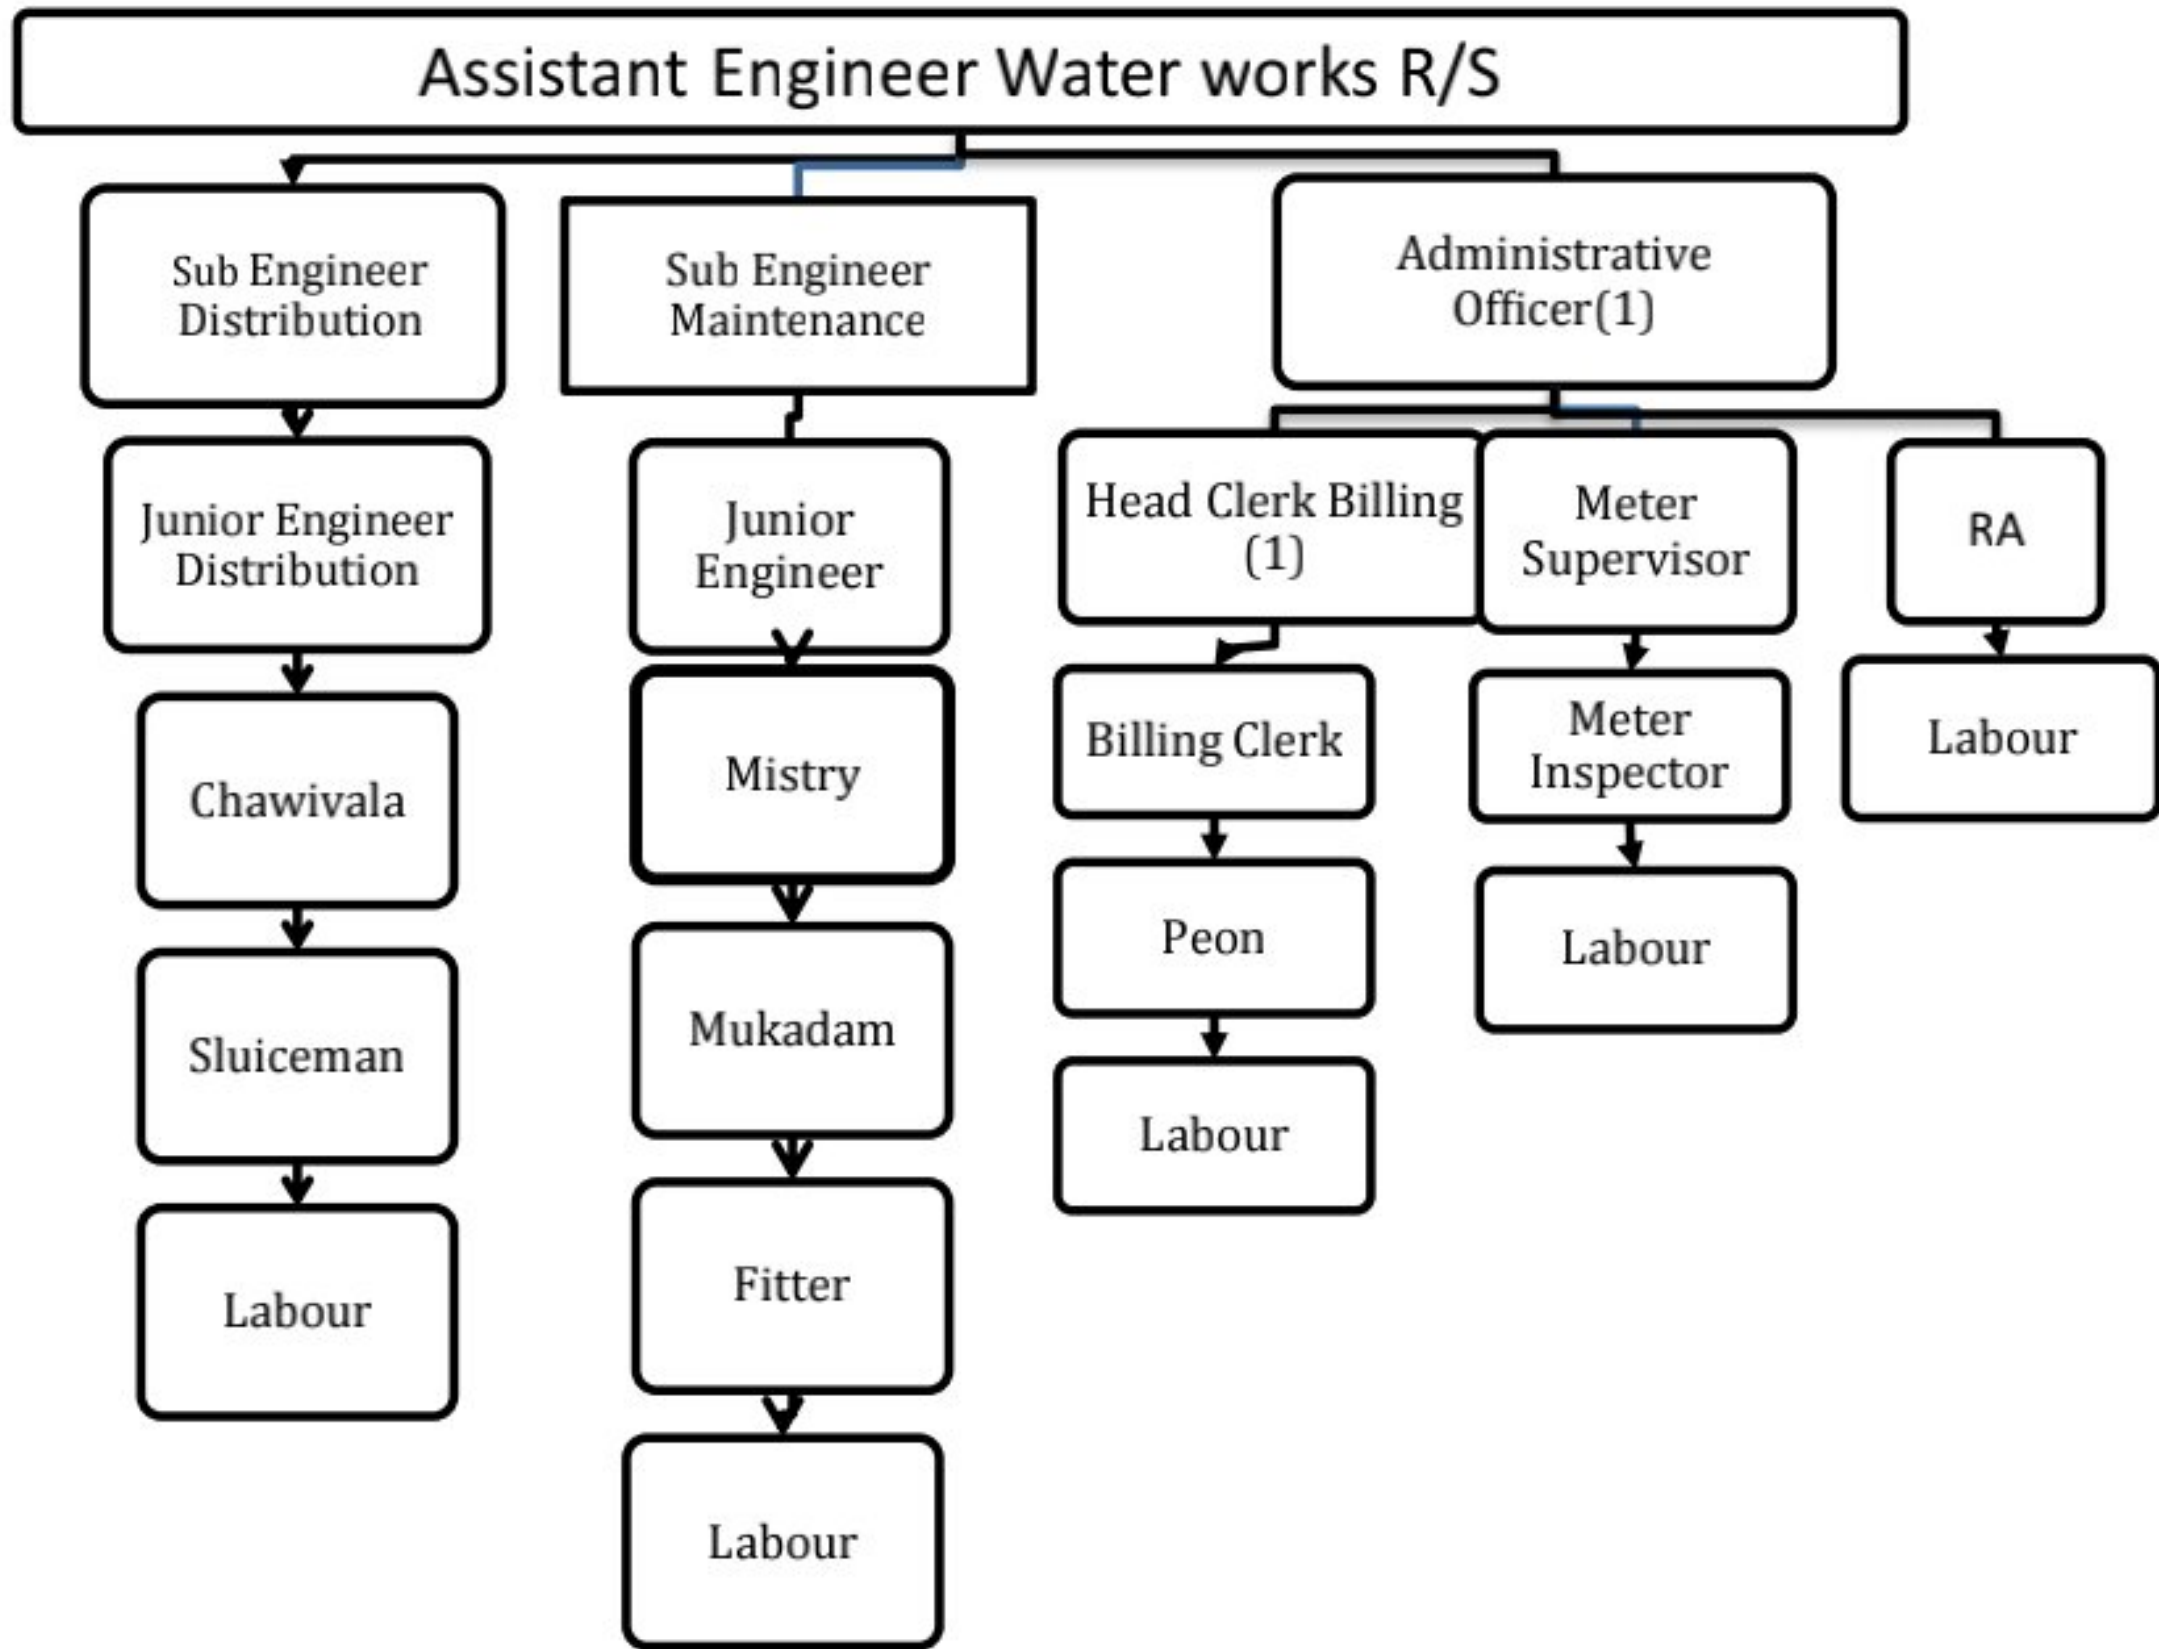 Assistant Engineer Water works R/S
Sub Engineer
Distribution
Sub Engineer
Maintenance
Administrative
Officer(1)
Junior Engineer
Distribution
Junior
Engineer
Head Clerk Billing
(1)
Meter
Supervisor
RA
Chawivala
Mistry
Billing Clerk
Meter
Inspector
Labour
Sluiceman
Mukadam
Peon
Labour
Labour
Fitter
Labour
Labour